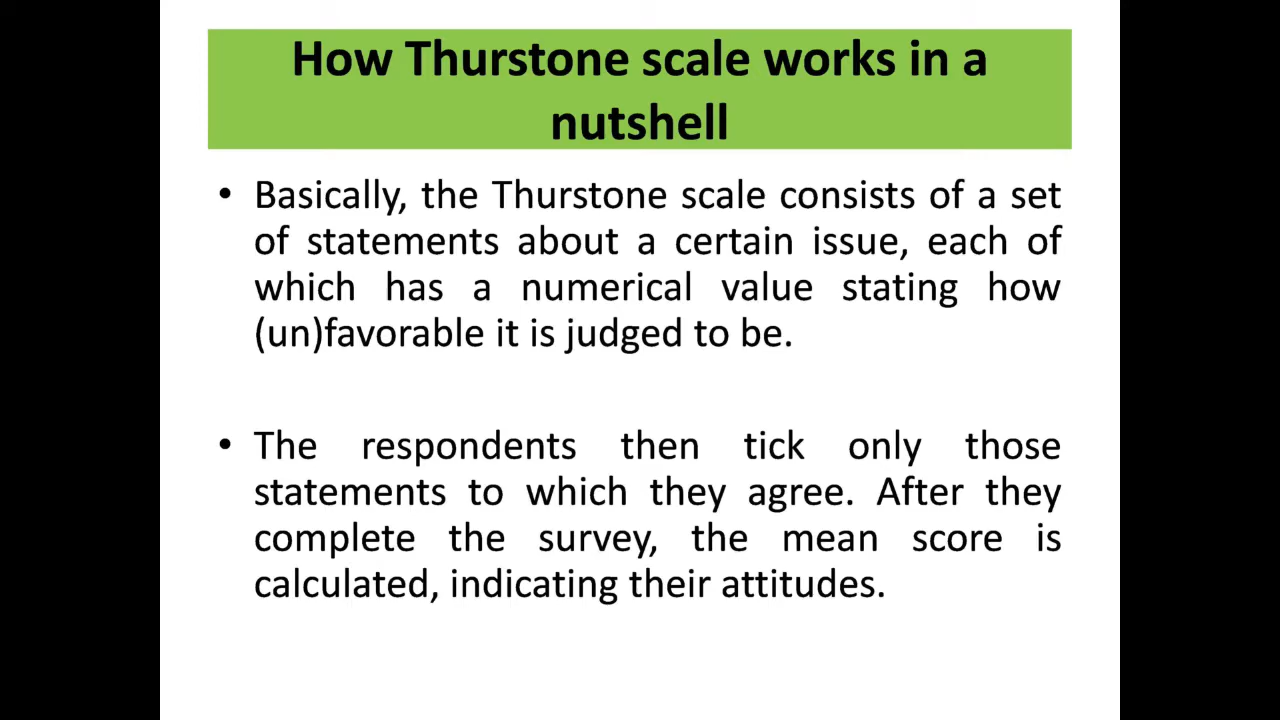 How Thurstone scale works in a
nutshell
• Basically, the Thurstone scale consists of a set
of statements about a certain issue, each of
which has a numerical value stating how
(un)favorable it is judged to be.
• The respondents then tick only those
statements to which they agree. After they
complete the survey, the mean score is
calculated, indicating their attitudes.